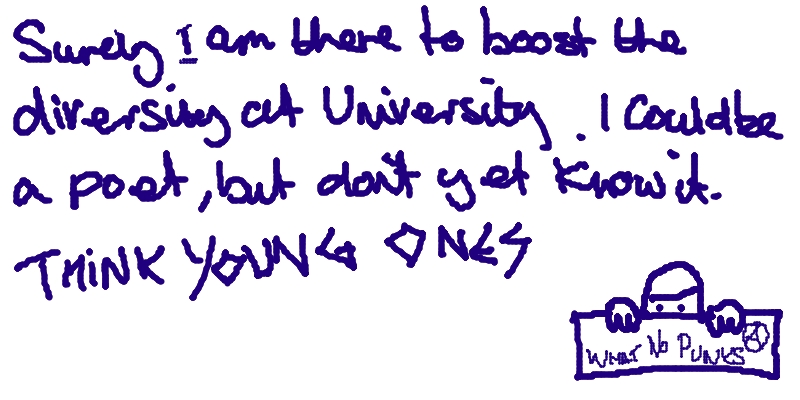 Surely I am there to boost the
diversity at University. I Could be
a poet, but don't yet know it.
THINK YOUNG ONES
WHAT NO PUNKS